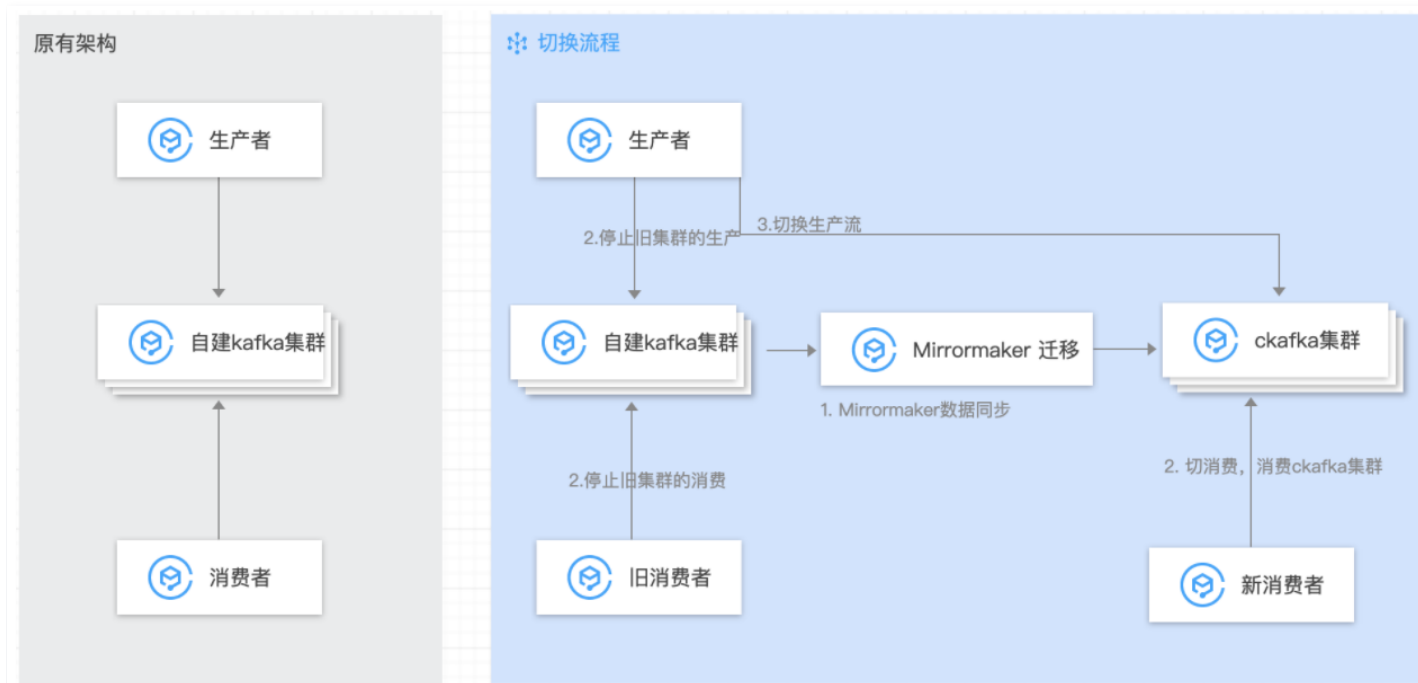 原有架构
生产者
自建kafka集群
消费者
切换流程
生产者
2.停止旧集群的生产
3.切换生产流
自建kafka集群
Mirrormaker 迁移
ckafka集群
1. Mirrormaker数据同步
2.停止旧集群的消费
2. 切消费，消费ckafka集群
旧消费者
新消费者